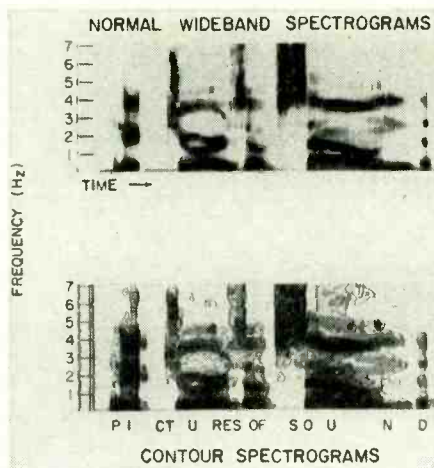 NORMAL WIDEBAND SPECTROGRAMS
7
6
5
4
3
2
1
TIME →
FREQUENCY (Hz)
7
6
5
4
3
2
1
P I CT U RES OF S O U N D
CONTOUR SPECTROGRAMS